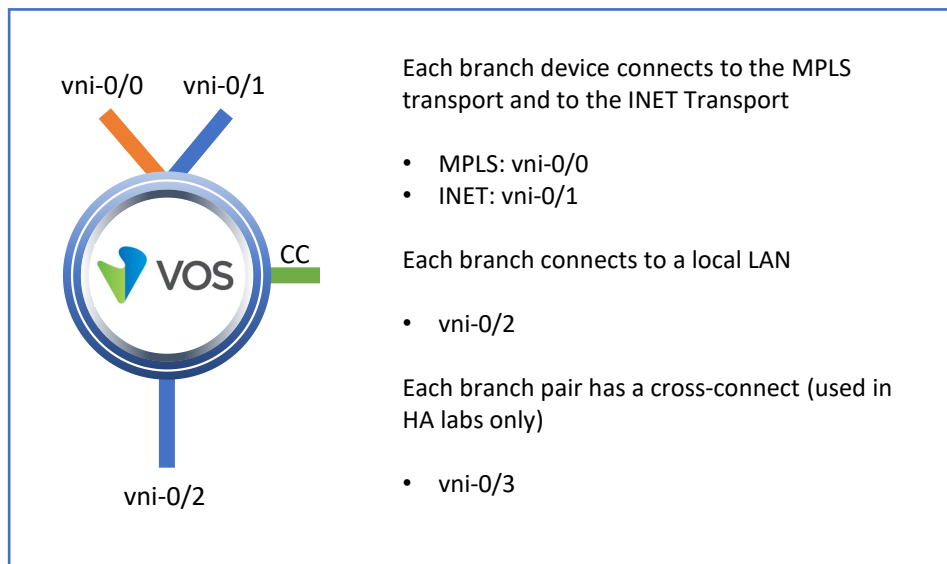 vni-0/0 vni-0/1
CC
VOS
vni-0/2
Each branch device connects to the MPLS
transport and to the INET Transport
• MPLS: vni-0/0
• INET: vni-0/1
Each branch connects to a local LAN
• vni-0/2
Each branch pair has a cross-connect (used in
HA labs only)
• vni-0/3